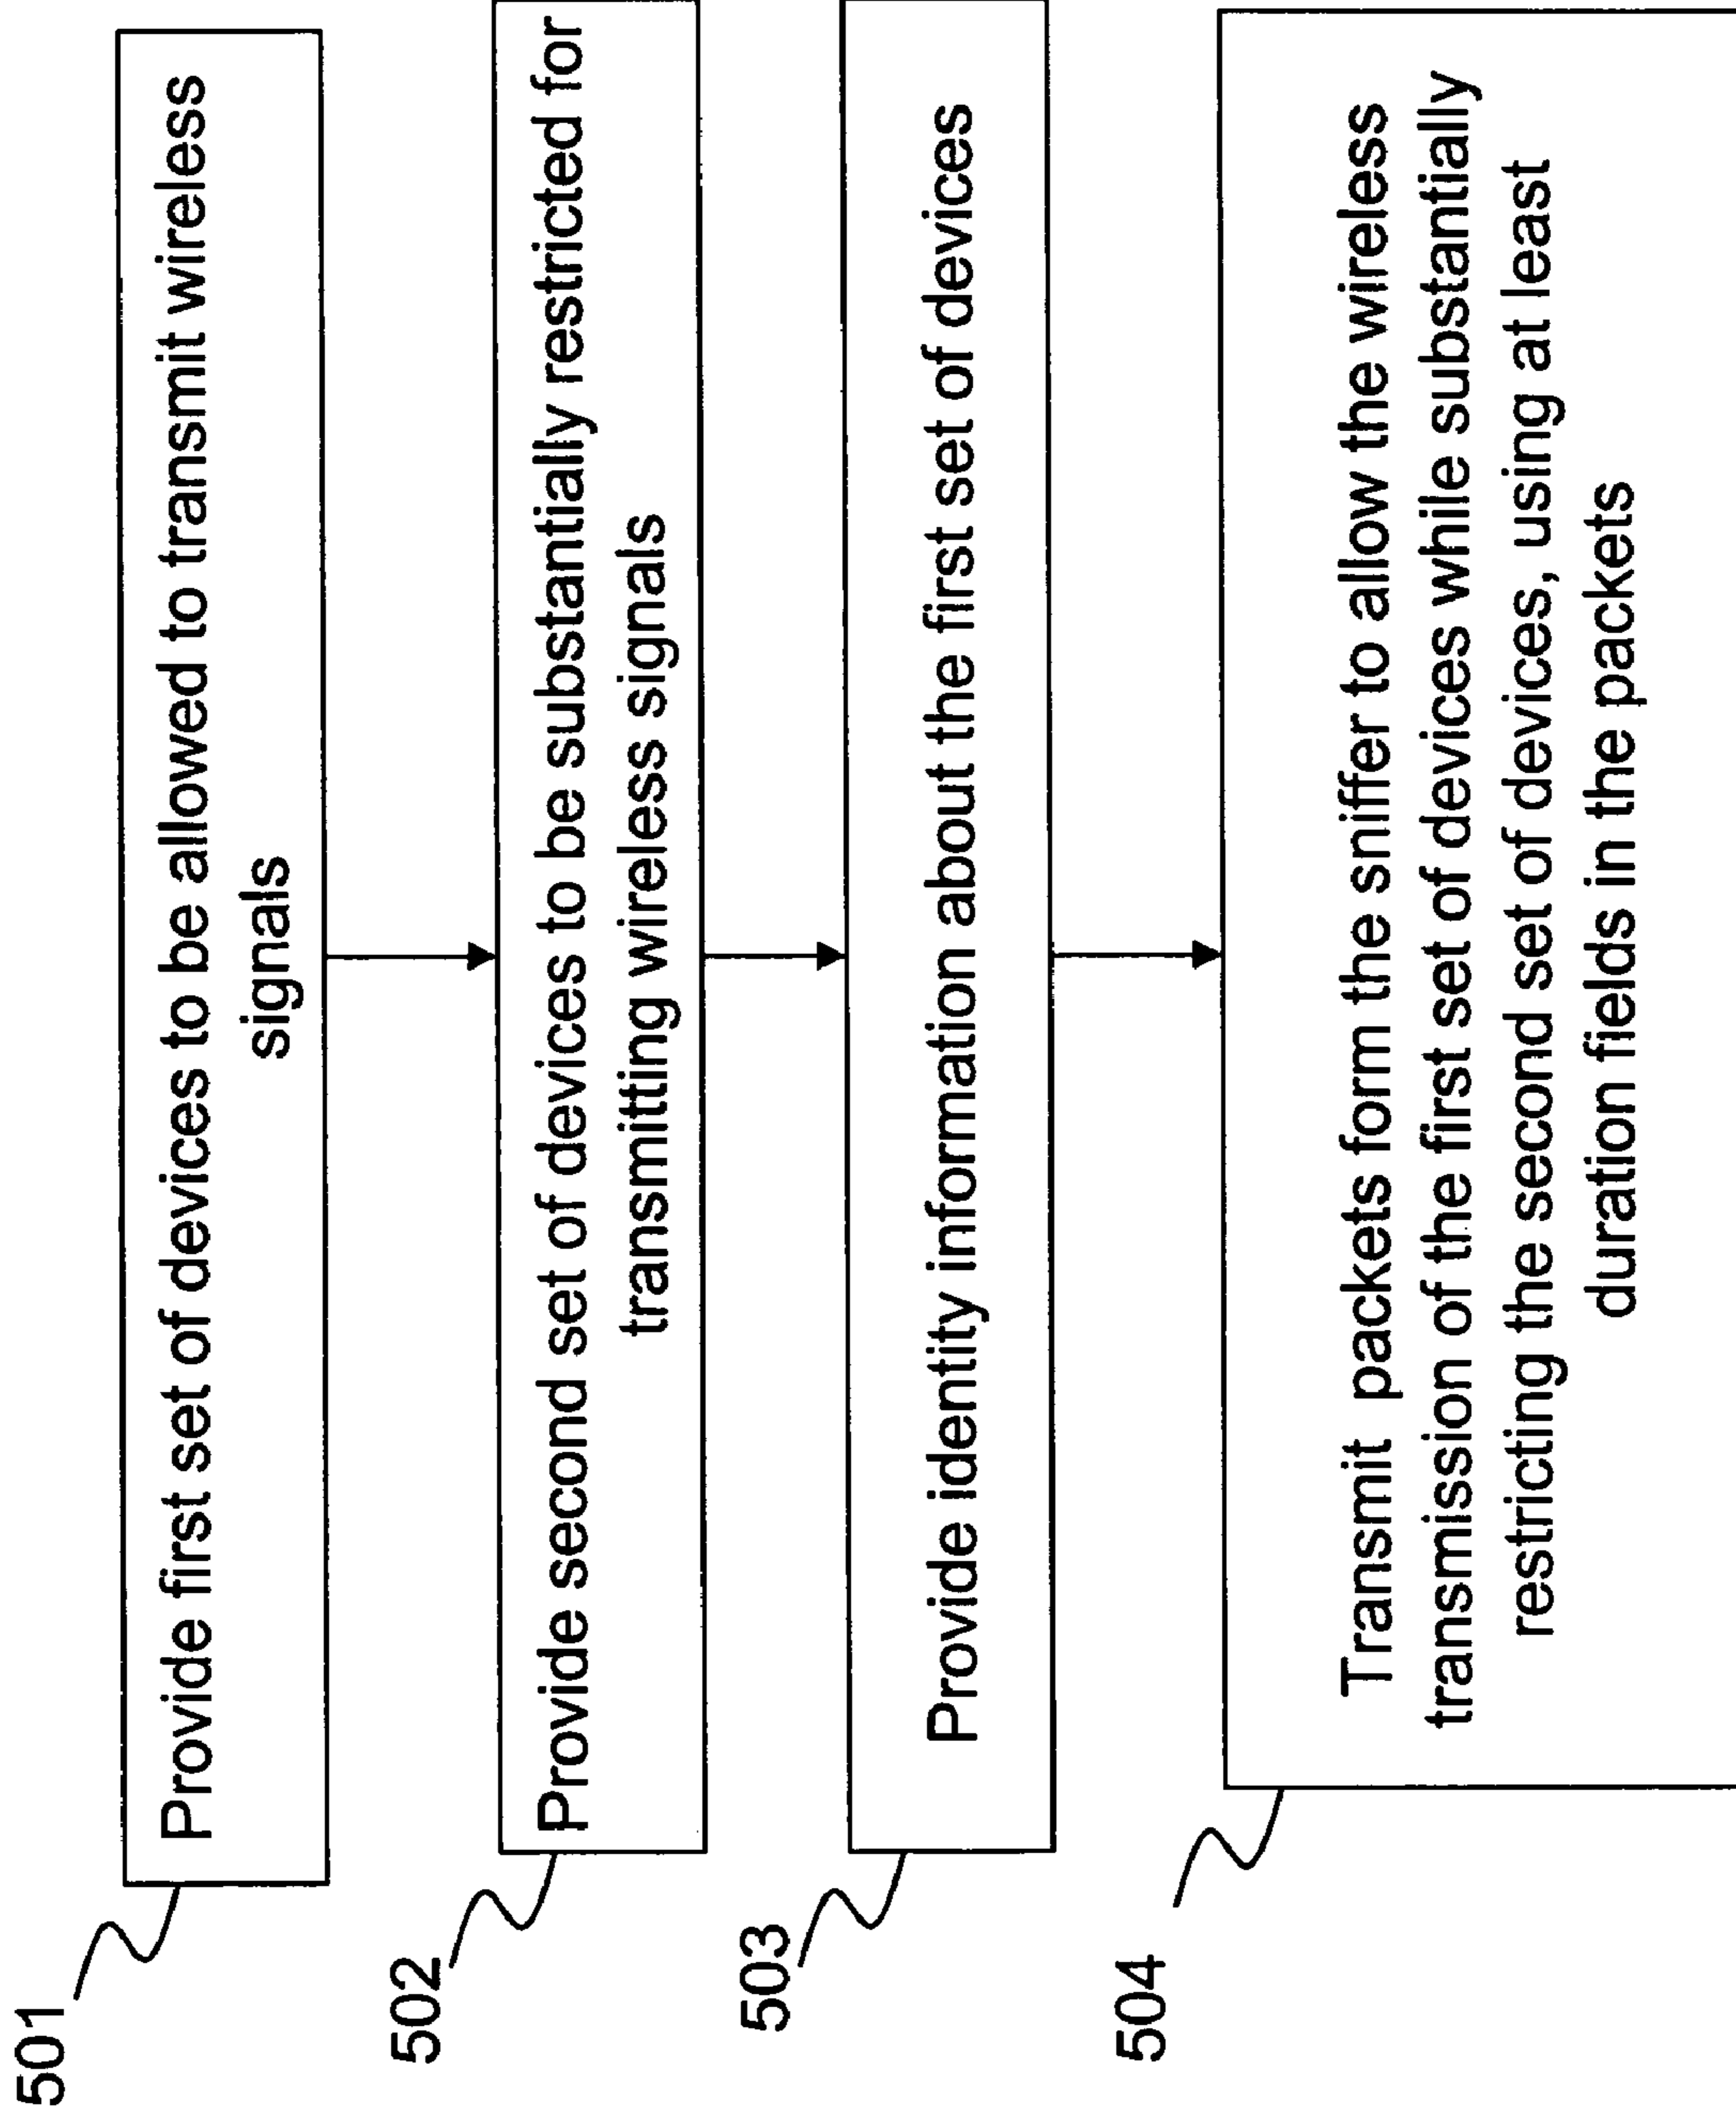 501
Provide first set of devices to be allowed to transmit wireless
signals
502
Provide second set of devices to be substantially restricted for
transmitting wireless signals
503
Provide identity information about the first set of devices
504
Transmit packets form the sniffer to allow the wireless
transmission of the first set of devices while substantially
restricting the second set of devices, using at least
duration fields in the packets